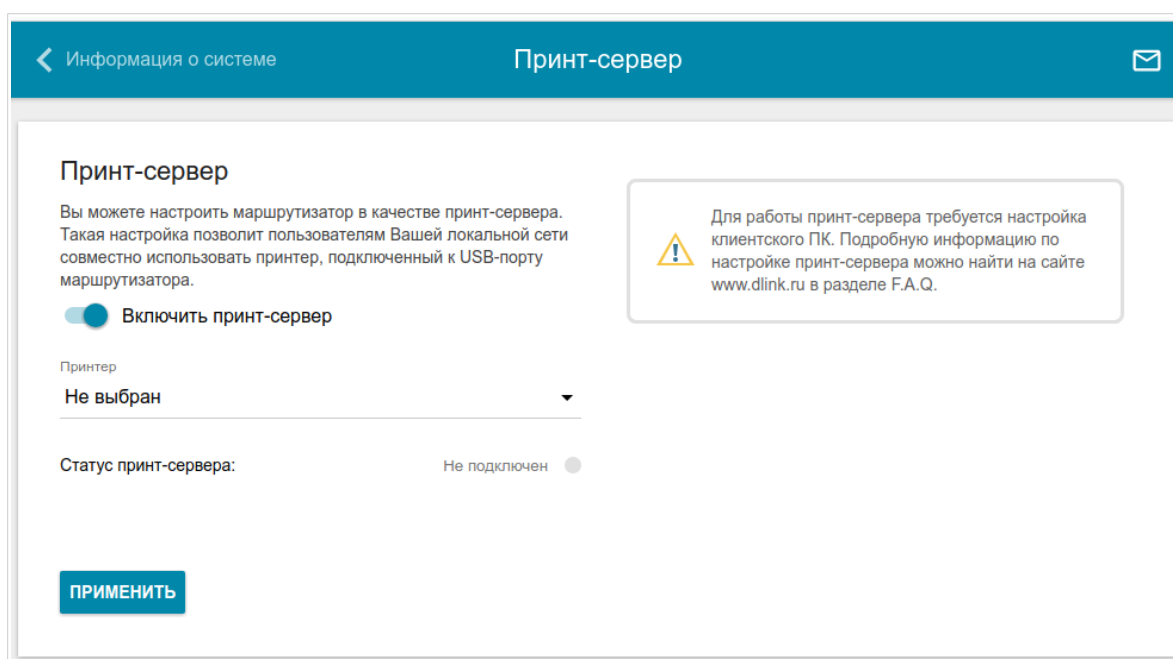 Информация о системе
Принт-сервер
Принт-сервер
Вы можете настроить маршрутизатор в качестве принт-сервера.
Такая настройка позволит пользователям Вашей локальной сети
совместно использовать принтер, подключенный к USB-порту
маршрутизатора.
Включить принт-сервер
Принтер
Не выбран
Статус принт-сервера:
Не подключен
ПРИМЕНИТЬ
Для работы принт-сервера требуется настройка
клиентского ПК. Подробную информацию по
настройке принт-сервера можно найти на сайте
www.dlink.ru в разделе F.A.Q.